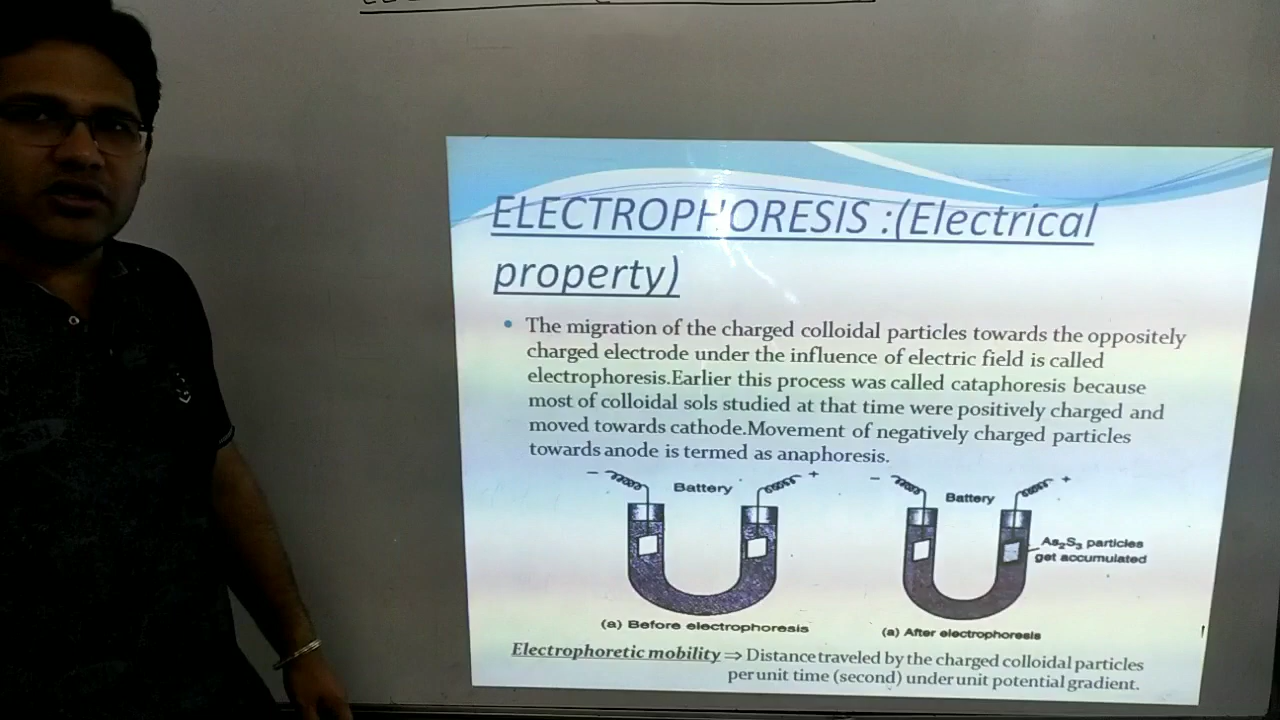 ELECTROPHORESIS :(Electrical
property)
• The migration of the charged colloidal particles towards the oppositely
charged electrode under the influence of electric field is called
electrophoresis.Earlier this process was called cataphoresis because
most of colloidal sols studied at that time were positively charged and
moved towards cathode.Movement of negatively charged particles
towards anode is termed as anaphoresis.
− Battery +
− Battery +
As₂S₃ particles
get accumulated
(a) Before electrophoresis
(a) After electrophoresis
Electrophoretic mobility ⇒ Distance traveled by the charged colloidal particles
per unit time (second) under unit potential gradient.